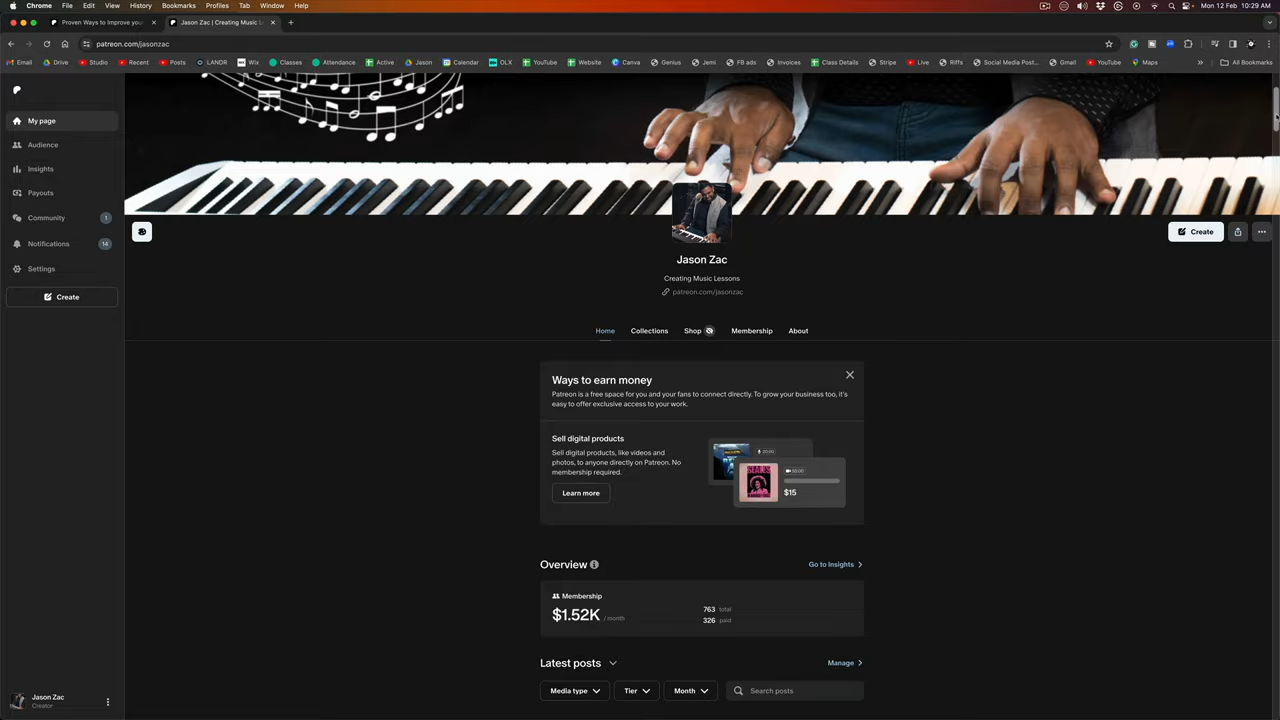 Chrome File Edit View History Bookmarks Profiles Tab Window Help
Mon 12 Feb 10:29 AM
Proven Ways to Improve your
Jason Zac | Creating Music L
patreon.com/jasonzac
Email Drive Studio Recent Posts LANDR Wix Classes Attendance Active Jason Calendar OLX YouTube Website Canva Genius Jemi FB ads Invoices Class Details Stripe Live Riffs Social Media Post... Gmail YouTube Maps » All Bookmarks
My page
Audience
Insights
Payouts
Community 1
Notifications 14
Settings
Create
Create
Jason Zac
Creating Music Lessons
patreon.com/jasonzac
Home Collections Shop Membership About
Ways to earn money
Patreon is a free space for you and your fans to connect directly. To grow your business too, it's
easy to offer exclusive access to your work.
Sell digital products
Sell digital products, like videos and
photos, to anyone directly on Patreon. No
membership required.
Learn more
$15
Overview
Go to Insights
Membership
$1.52K / month
763 total
326 paid
Latest posts
Manage
Media type Tier Month Search posts
Jason Zac
Creator